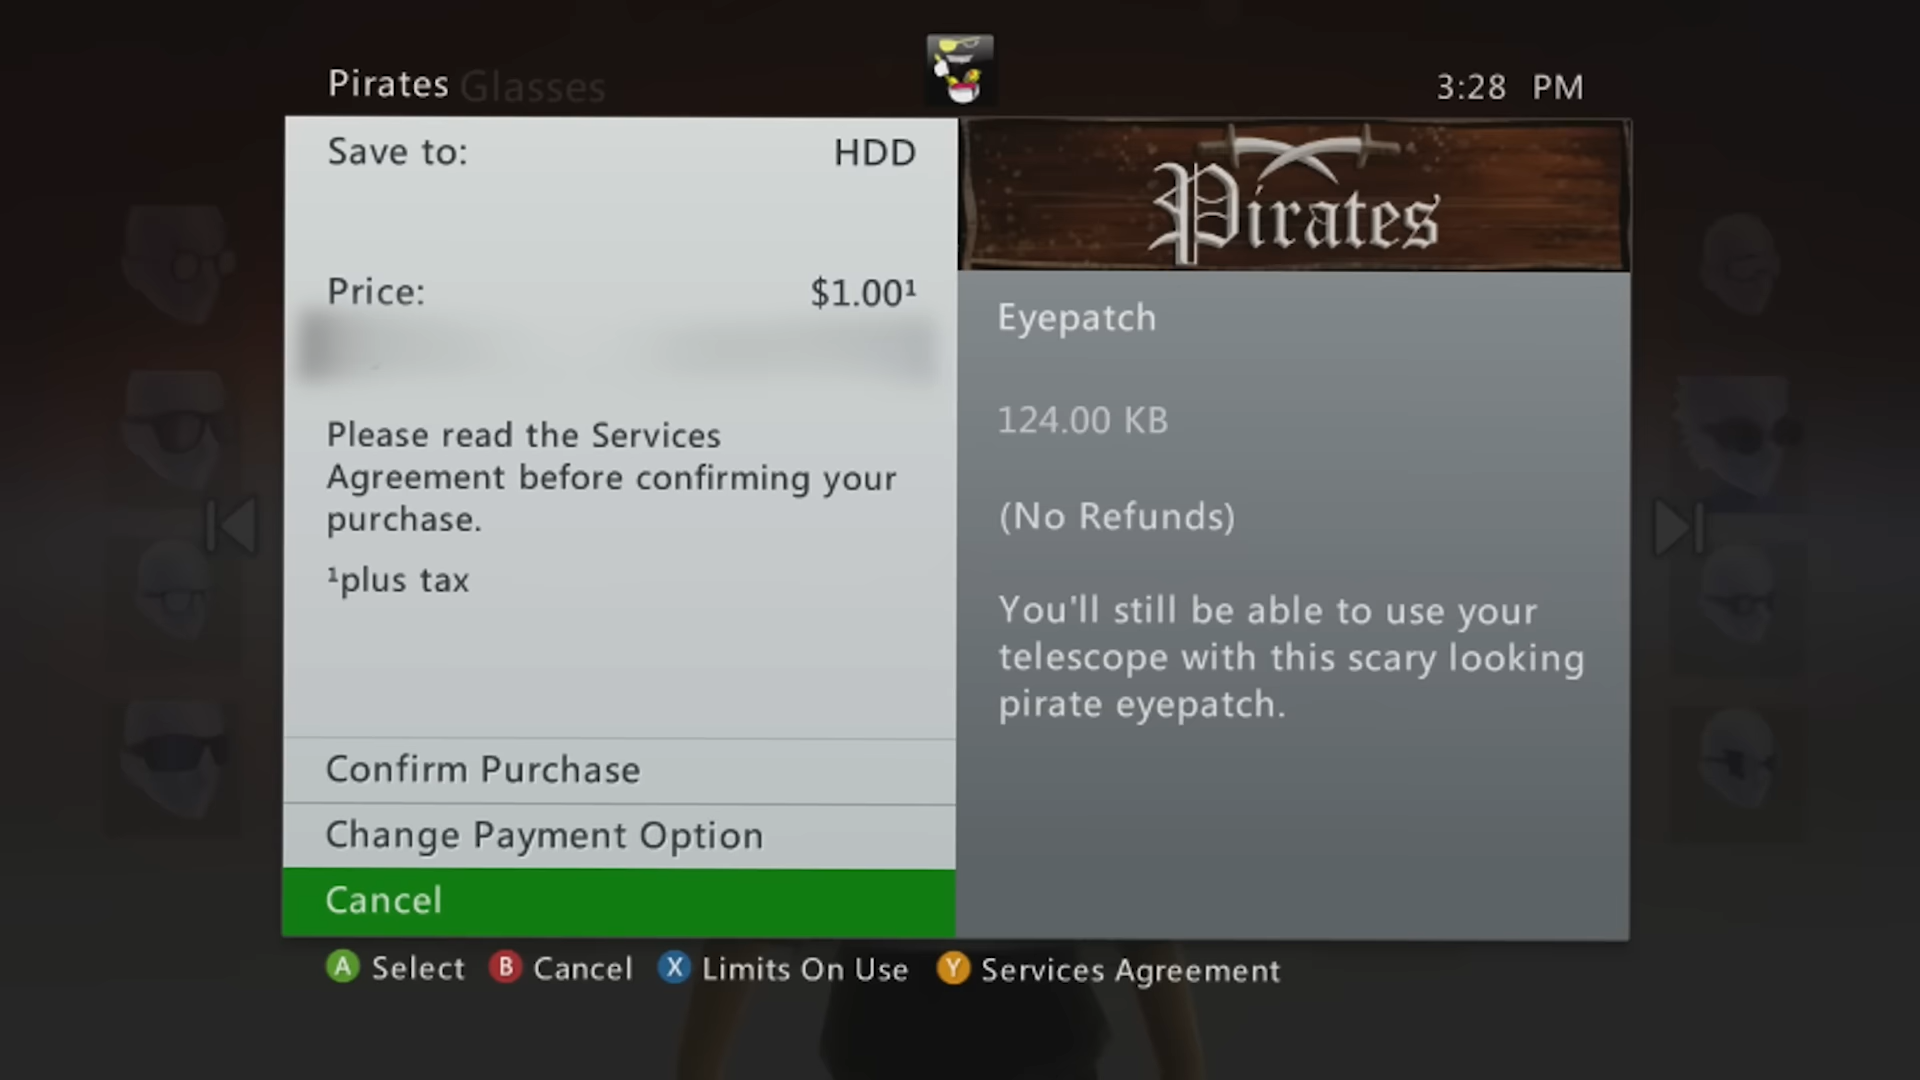 Pirates Glasses
3:28 PM
Save to: HDD
Price: $1.00¹
Please read the Services
Agreement before confirming your
purchase.
¹plus tax
Confirm Purchase
Change Payment Option
Cancel
Pirates
Eyepatch
124.00 KB
(No Refunds)
You'll still be able to use your
telescope with this scary looking
pirate eyepatch.
A Select B Cancel X Limits On Use Y Services Agreement